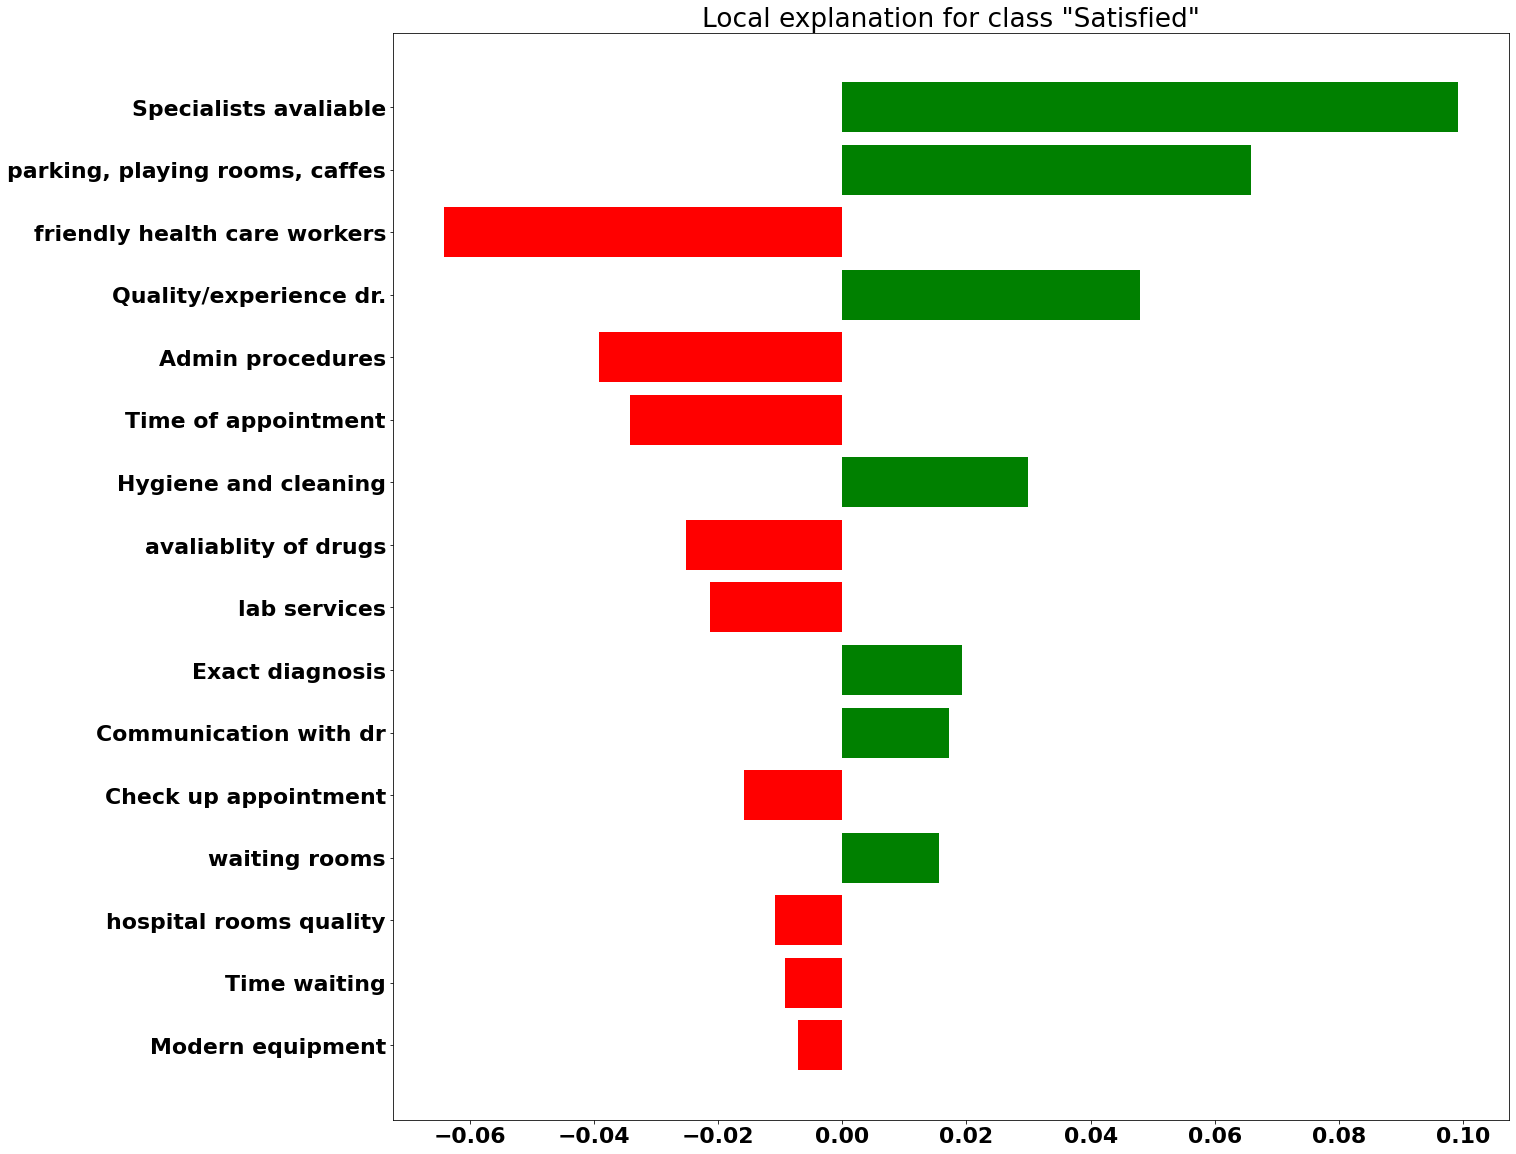 Local explanation for class "Satisfied"
Specialists avaliable
parking, playing rooms, caffes
friendly health care workers
Quality/experience dr.
Admin procedures
Time of appointment
Hygiene and cleaning
avaliablity of drugs
lab services
Exact diagnosis
Communication with dr
Check up appointment
waiting rooms
hospital rooms quality
Time waiting
Modern equipment
−0.06 −0.04 −0.02 0.00 0.02 0.04 0.06 0.08 0.10